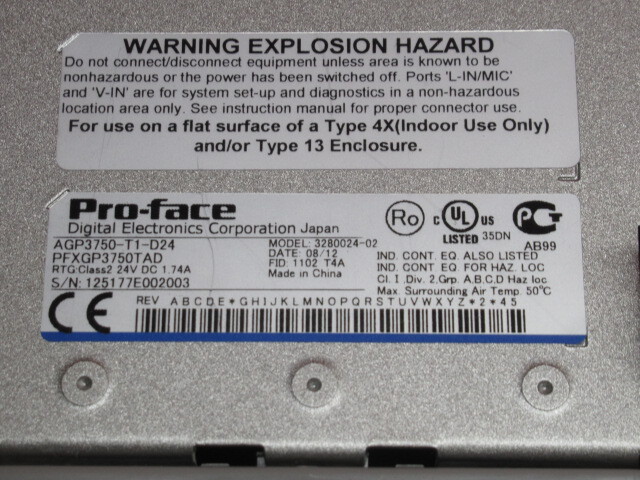 WARNING EXPLOSION HAZARD
Do not connect/disconnect equipment unless area is known to be
nonhazardous or the power has been switched off. Ports 'L-IN/MIC'
and 'V-IN' are for system set-up and diagnostics in a non-hazardous
location area only. See instruction manual for proper connector use.
For use on a flat surface of a Type 4X(Indoor Use Only)
and/or Type 13 Enclosure.
Pro-face
Digital Electronics Corporation Japan
AGP3750-T1-D24
PFXGP3750TAD
RTG:Class2 24V DC 1.74A
S/N: 125177E002003
MODEL: 3280024-02
DATE: 08/12
FID: 1102 T4A
Made in China
Ro
C UL US
LISTED 35DN
PG
AB99
IND. CONT. EQ. ALSO LISTED
IND. CONT. EQ. FOR HAZ. LOC
Cl. I ,Div. 2,Grp. A,B,C,D Haz loc
Max. Surrounding Air Temp. 50°C
CE
REV A B C D E * G H I J K L M N O P Q R S T U V W X Y Z * 2 * 4 5